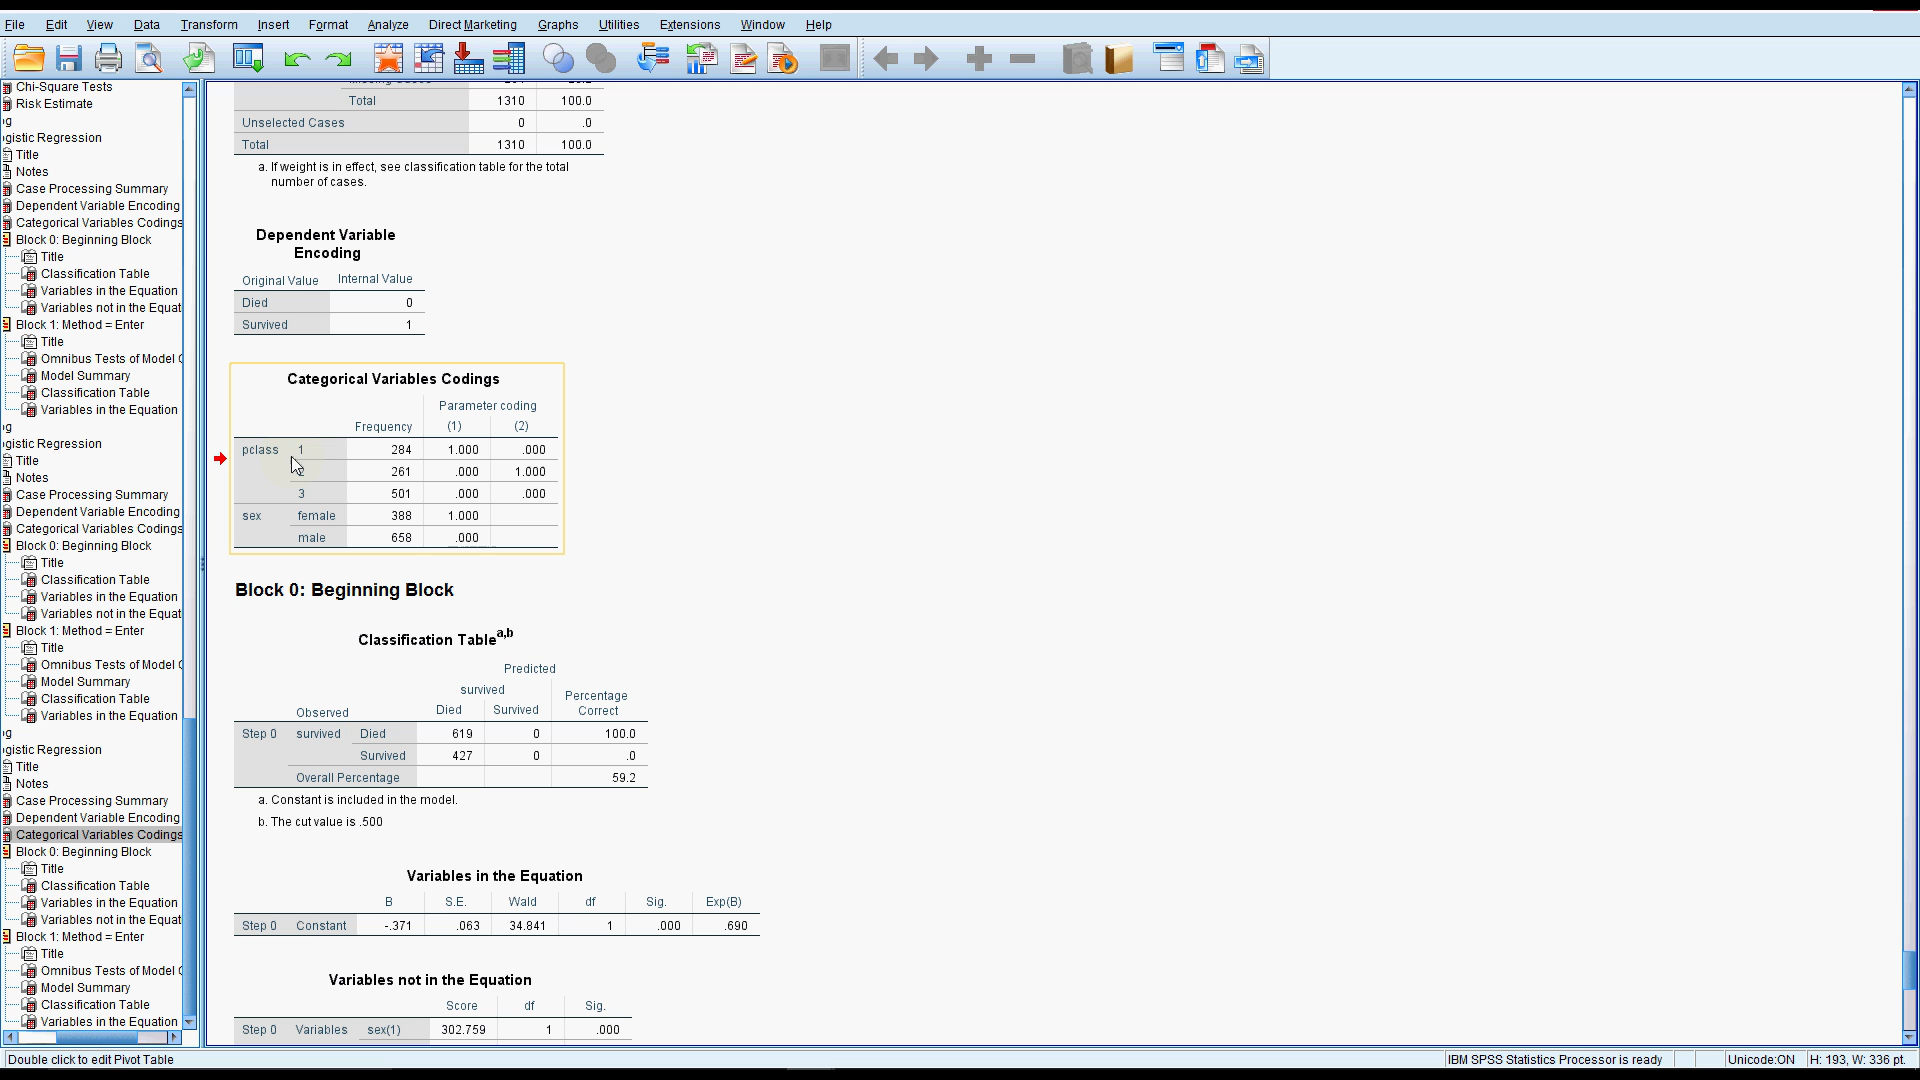 File Edit View Data Transform Insert Format Analyze Direct Marketing Graphs Utilities Extensions Window Help
Chi-Square Tests
Risk Estimate
og
ogistic Regression
Title
Notes
Case Processing Summary
Dependent Variable Encoding
Categorical Variables Codings
Block 0: Beginning Block
Title
Classification Table
Variables in the Equation
Variables not in the Equat
Block 1: Method = Enter
Title
Omnibus Tests of Model C
Model Summary
Classification Table
Variables in the Equation
og
ogistic Regression
Title
Notes
Case Processing Summary
Dependent Variable Encoding
Categorical Variables Codings
Block 0: Beginning Block
Title
Classification Table
Variables in the Equation
Variables not in the Equat
Block 1: Method = Enter
Title
Omnibus Tests of Model C
Model Summary
Classification Table
Variables in the Equation
og
ogistic Regression
Title
Notes
Case Processing Summary
Dependent Variable Encoding
Categorical Variables Codings
Block 0: Beginning Block
Title
Classification Table
Variables in the Equation
Variables not in the Equat
Block 1: Method = Enter
Title
Omnibus Tests of Model C
Model Summary
Classification Table
Variables in the Equation
Total 1310 100.0
Unselected Cases 0 .0
Total 1310 100.0
a. If weight is in effect, see classification table for the total
number of cases.
Dependent Variable
Encoding
Original Value Internal Value
Died 0
Survived 1
Categorical Variables Codings
Parameter coding
Frequency (1) (2)
pclass 1 284 1.000 .000
2 261 .000 1.000
3 501 .000 .000
sex female 388 1.000
male 658 .000
Block 0: Beginning Block
Classification Table a,b
Predicted
survived Percentage
Observed Died Survived Correct
Step 0 survived Died 619 0 100.0
Survived 427 0 .0
Overall Percentage 59.2
a. Constant is included in the model.
b. The cut value is .500
Variables in the Equation
B S.E. Wald df Sig. Exp(B)
Step 0 Constant -.371 .063 34.841 1 .000 .690
Variables not in the Equation
Score df Sig.
Step 0 Variables sex(1) 302.759 1 .000
Double click to edit Pivot Table IBM SPSS Statistics Processor is ready Unicode:ON H: 193, W: 336 pt.